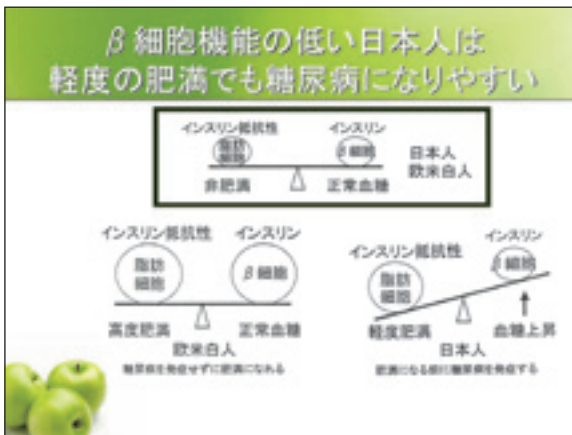 β細胞機能の低い日本人は
軽度の肥満でも糖尿病になりやすい
インスリン抵抗性
インスリン
脂肪
細胞
β細胞
日本人
欧米白人
非肥満
正常血糖
インスリン抵抗性
インスリン
脂肪
細胞
β細胞
高度肥満
正常血糖
欧米白人
糖尿病を発症せずに肥満になれる
インスリン抵抗性
インスリン
脂肪
細胞
β細胞
軽度肥満
血糖上昇
日本人
肥満になる前に糖尿病を発症する